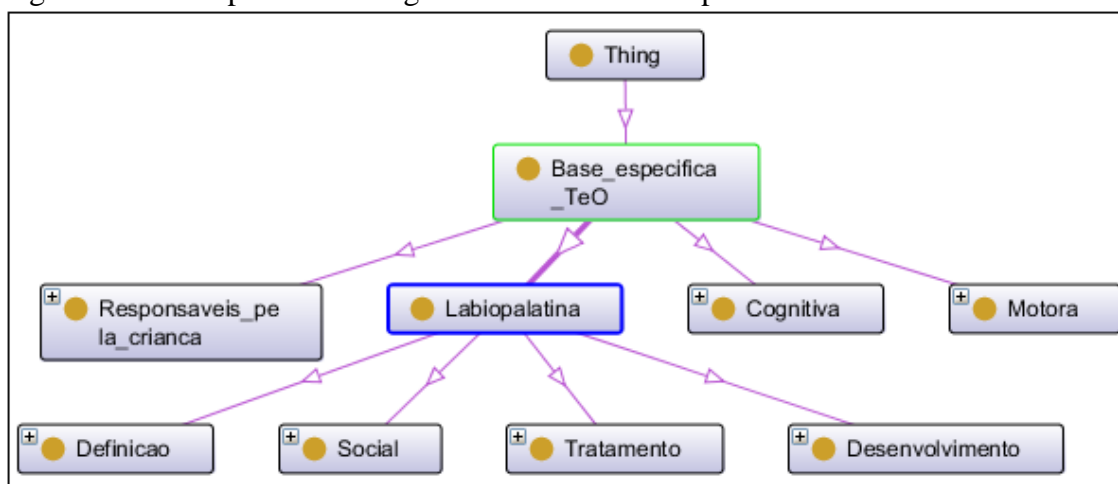 Thing
Base_especifica
_TeO
Responsaveis_pe
la_crianca
Labiopalatina
Cognitiva
Motora
Definicao
Social
Tratamento
Desenvolvimento